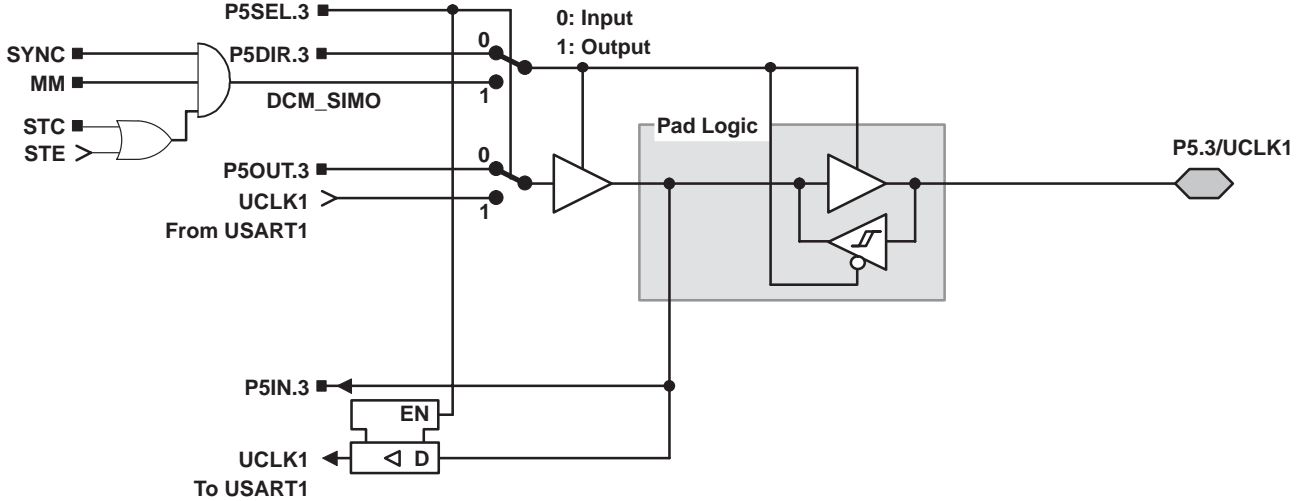 P5SEL.3
0: Input
1: Output
SYNC
P5DIR.3
0
MM
DCM_SIMO
1
STC
STE
Pad Logic
P5.3/UCLK1
P5OUT.3
0
UCLK1
1
From USART1
P5IN.3
EN
UCLK1
D
To USART1